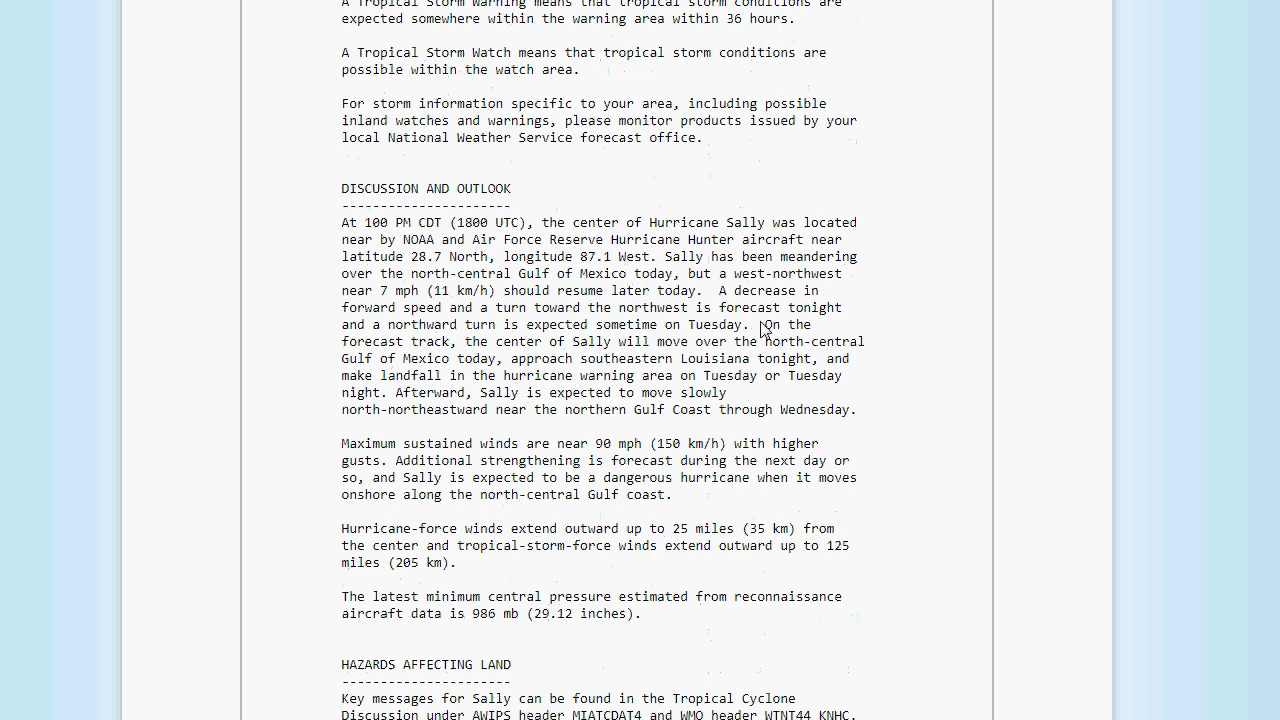 A Tropical Storm Warning means that tropical storm conditions are
expected somewhere within the warning area within 36 hours.
A Tropical Storm Watch means that tropical storm conditions are
possible within the watch area.
For storm information specific to your area, including possible
inland watches and warnings, please monitor products issued by your
local National Weather Service forecast office.
DISCUSSION AND OUTLOOK
----------------------
At 100 PM CDT (1800 UTC), the center of Hurricane Sally was located
near by NOAA and Air Force Reserve Hurricane Hunter aircraft near
latitude 28.7 North, longitude 87.1 West. Sally has been meandering
over the north-central Gulf of Mexico today, but a west-northwest
near 7 mph (11 km/h) should resume later today.  A decrease in
forward speed and a turn toward the northwest is forecast tonight
and a northward turn is expected sometime on Tuesday.  On the
forecast track, the center of Sally will move over the north-central
Gulf of Mexico today, approach southeastern Louisiana tonight, and
make landfall in the hurricane warning area on Tuesday or Tuesday
night. Afterward, Sally is expected to move slowly
north-northeastward near the northern Gulf Coast through Wednesday.
Maximum sustained winds are near 90 mph (150 km/h) with higher
gusts. Additional strengthening is forecast during the next day or
so, and Sally is expected to be a dangerous hurricane when it moves
onshore along the north-central Gulf coast.
Hurricane-force winds extend outward up to 25 miles (35 km) from
the center and tropical-storm-force winds extend outward up to 125
miles (205 km).
The latest minimum central pressure estimated from reconnaissance
aircraft data is 986 mb (29.12 inches).
HAZARDS AFFECTING LAND
----------------------
Key messages for Sally can be found in the Tropical Cyclone
Discussion under AWIPS header MIATCDAT4 and WMO header WTNT44 KNHC.